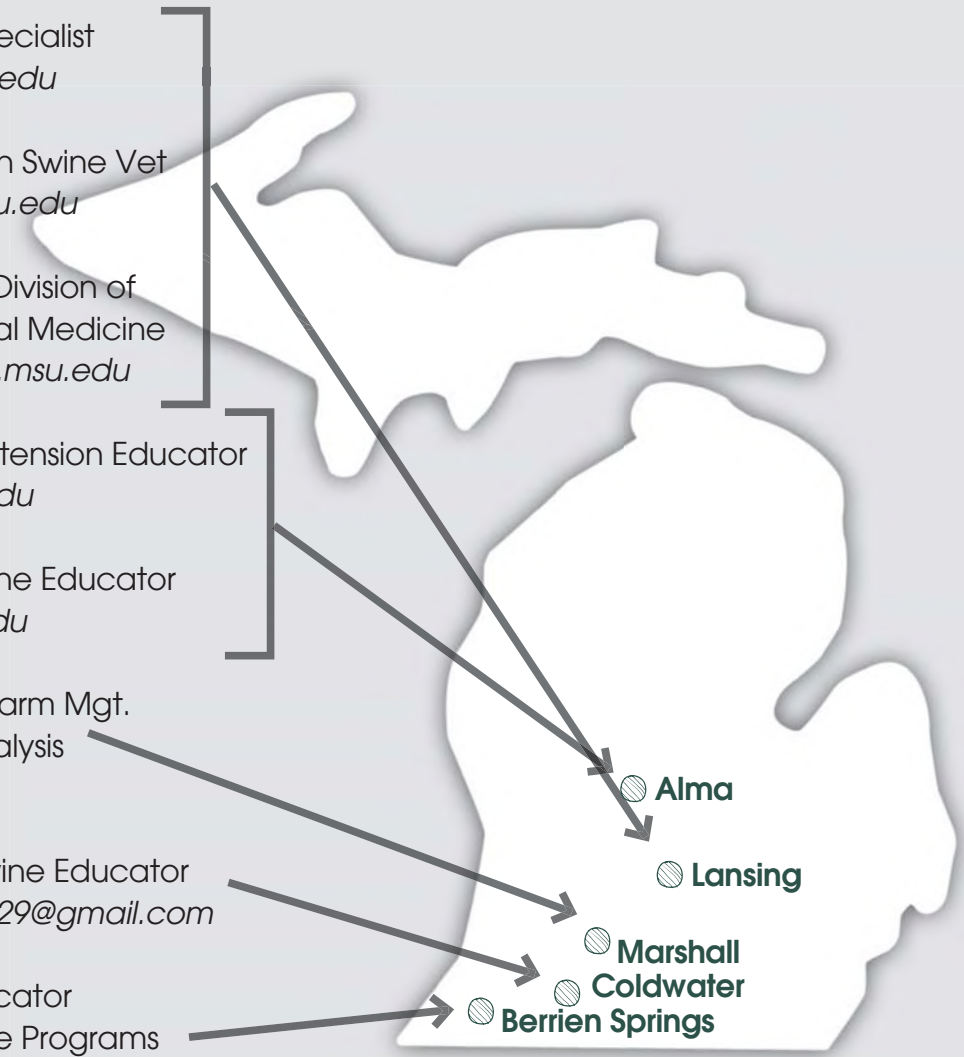 ecialist
edu
n Swine Vet
u.edu
Division of
al Medicine
.msu.edu
tension Educator
du
ne Educator
du
arm Mgt.
alysis
ine Educator
29@gmail.com
cator
e Programs
Alma
Lansing
Marshall
Coldwater
Berrien Springs